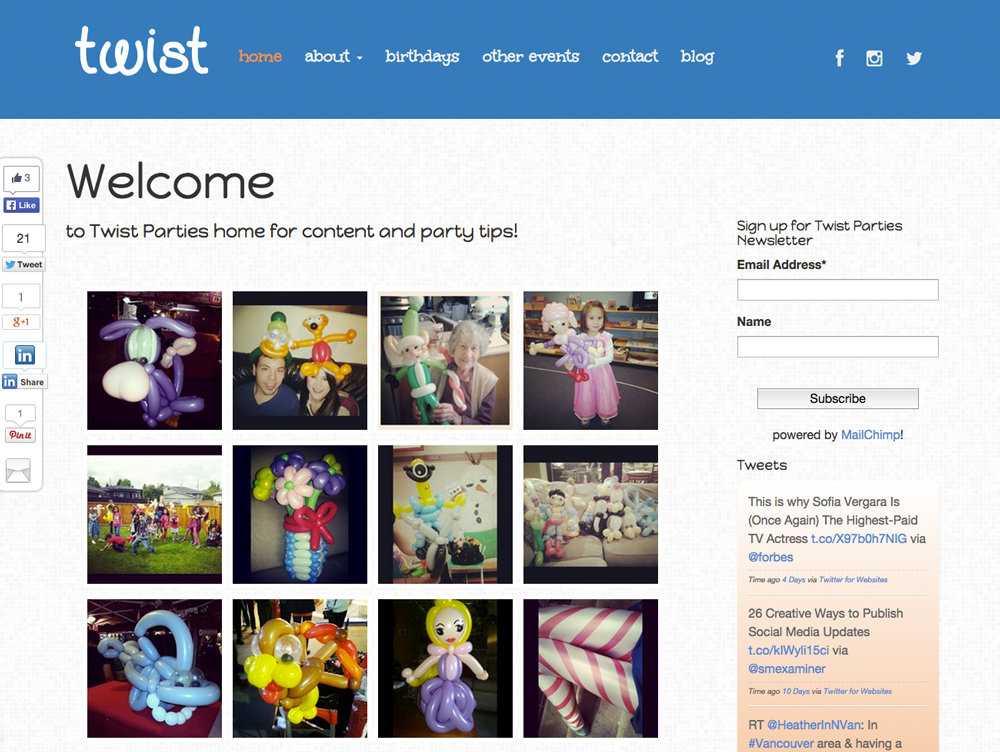 twist
home about birthdays other events contact blog
Welcome
to Twist Parties home for content and party tips!
3
Like
21
Tweet
1
g+1
in
in Share
1
Pin it
Sign up for Twist Parties
Newsletter
Email Address*
Name
Subscribe
powered by MailChimp!
Tweets
This is why Sofia Vergara Is
(Once Again) The Highest-Paid
TV Actress t.co/X97b0h7NIG via
@forbes
Time ago 4 Days via Twitter for Websites
26 Creative Ways to Publish
Social Media Updates
t.co/kIWyli15ci via
@smexaminer
Time ago 10 Days via Twitter for Websites
RT @HeatherInNVan: In
#Vancouver area & having a